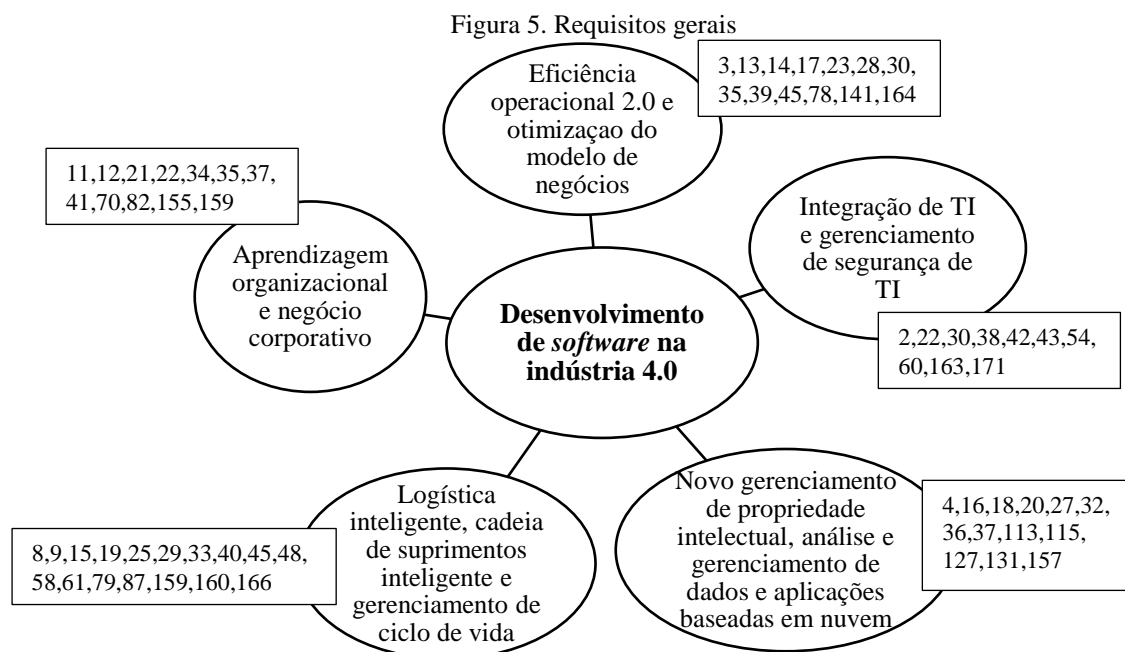 Figura 5. Requisitos gerais
Eficiência
operacional 2.0 e
otimizaçao do
modelo de
negócios
3,13,14,17,23,28,30,
35,39,45,78,141,164
11,12,21,22,34,35,37,
41,70,82,155,159
Aprendizagem
organizacional
e negócio
corporativo
Integração de TI
e gerenciamento
de segurança de
TI
2,22,30,38,42,43,54,
60,163,171
Desenvolvimento
de software na
indústria 4.0
Logística
inteligente, cadeia
de suprimentos
inteligente e
gerenciamento de
ciclo de vida
8,9,15,19,25,29,33,40,45,48,
58,61,79,87,159,160,166
Novo gerenciamento
de propriedade
intelectual, análise e
gerenciamento de
dados e aplicações
baseadas em nuvem
4,16,18,20,27,32,
36,37,113,115,
127,131,157